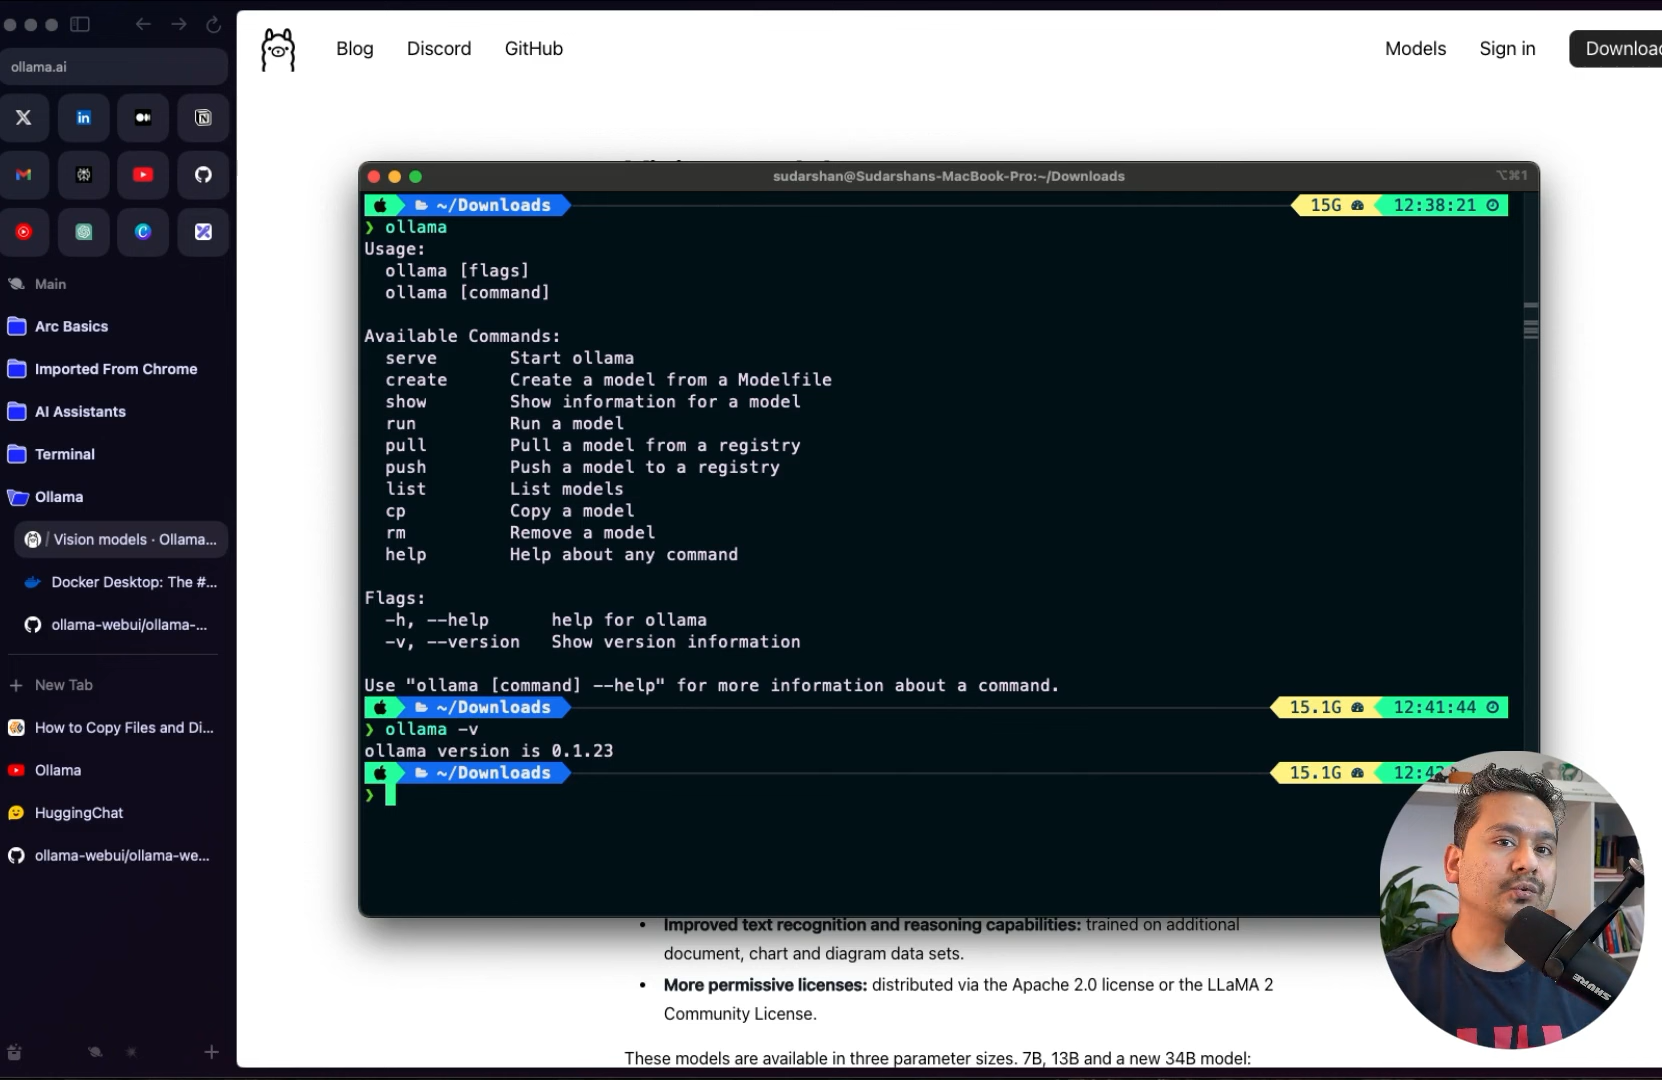 ollama.ai
Main
Arc Basics
Imported From Chrome
AI Assistants
Terminal
Ollama
/ Vision models · Ollama...
Docker Desktop: The #...
ollama-webui/ollama-...
+ New Tab
How to Copy Files and Di...
Ollama
HuggingChat
ollama-webui/ollama-we...
Blog Discord GitHub Models Sign in Download
sudarshan@Sudarshans-MacBook-Pro:~/Downloads ⌥⌘1
~/Downloads 15G 12:38:21
❯ ollama
Usage:
ollama [flags]
ollama [command]
Available Commands:
serve Start ollama
create Create a model from a Modelfile
show Show information for a model
run Run a model
pull Pull a model from a registry
push Push a model to a registry
list List models
cp Copy a model
rm Remove a model
help Help about any command
Flags:
-h, --help help for ollama
-v, --version Show version information
Use "ollama [command] --help" for more information about a command.
~/Downloads 15.1G 12:41:44
❯ ollama -v
ollama version is 0.1.23
~/Downloads 15.1G
❯
• Improved text recognition and reasoning capabilities: trained on additional
document, chart and diagram data sets.
• More permissive licenses: distributed via the Apache 2.0 license or the LLaMA 2
Community License.
These models are available in three parameter sizes. 7B, 13B and a new 34B model:
SHURE